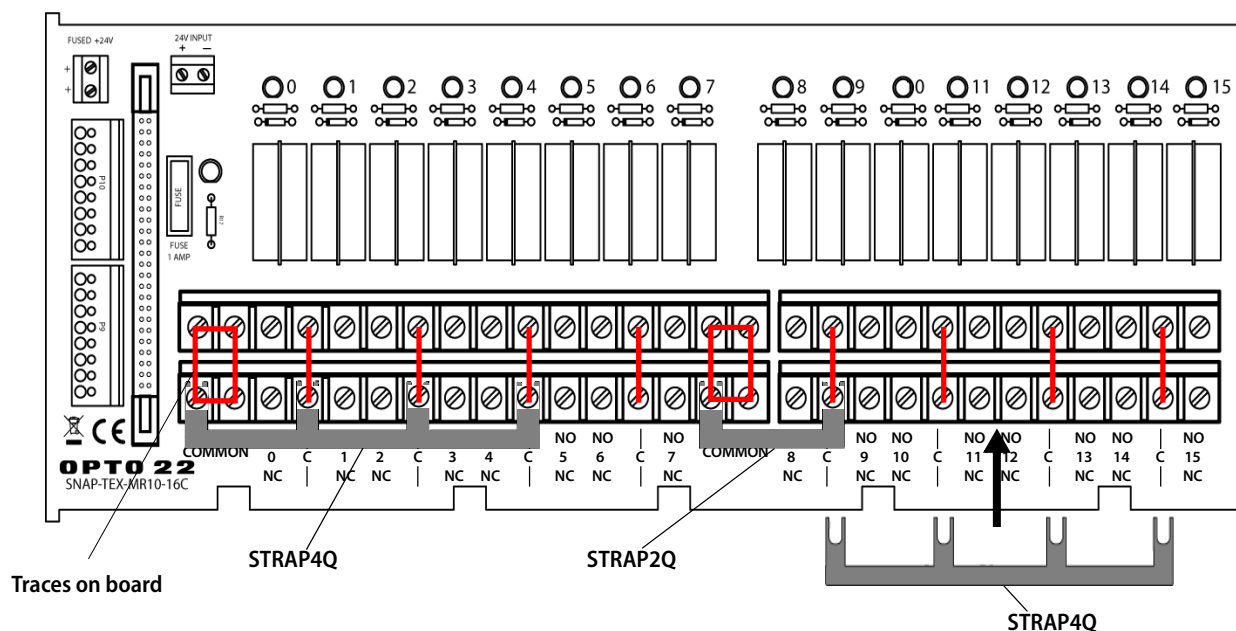 FUSED +24V
24V INPUT
+ −
+
+
0 1 2 3 4 5 6 7 8 9 0 11 12 13 14 15
P10
FUSE
FUSE
1 AMP
P9
CE
NO NO NO NO NO NO NO NO NO NO
COMMON 0 C 1 2 C 3 4 C 5 6 C 7 COMMON 8 C 9 10 C 11 12 C 13 14 C 15
NC NC NC NC NC NC NC NC NC NC NC NC NC NC NC NC
OPTO 22
SNAP-TEX-MR10-16C
STRAP4Q
STRAP2Q
Traces on board
STRAP4Q